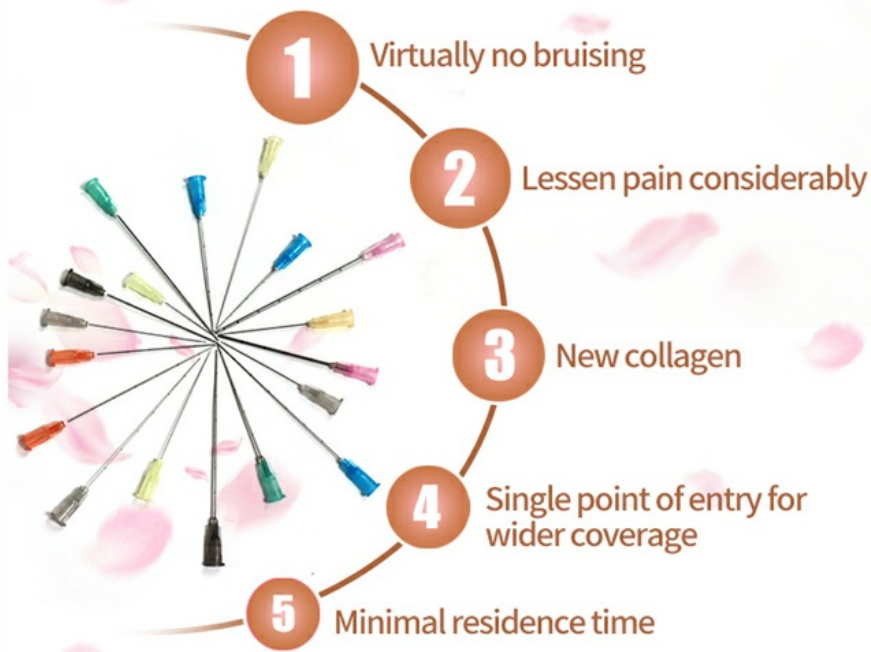 1
Virtually no bruising
2
Lessen pain considerably
3
New collagen
4
Single point of entry for
wider coverage
5
Minimal residence time